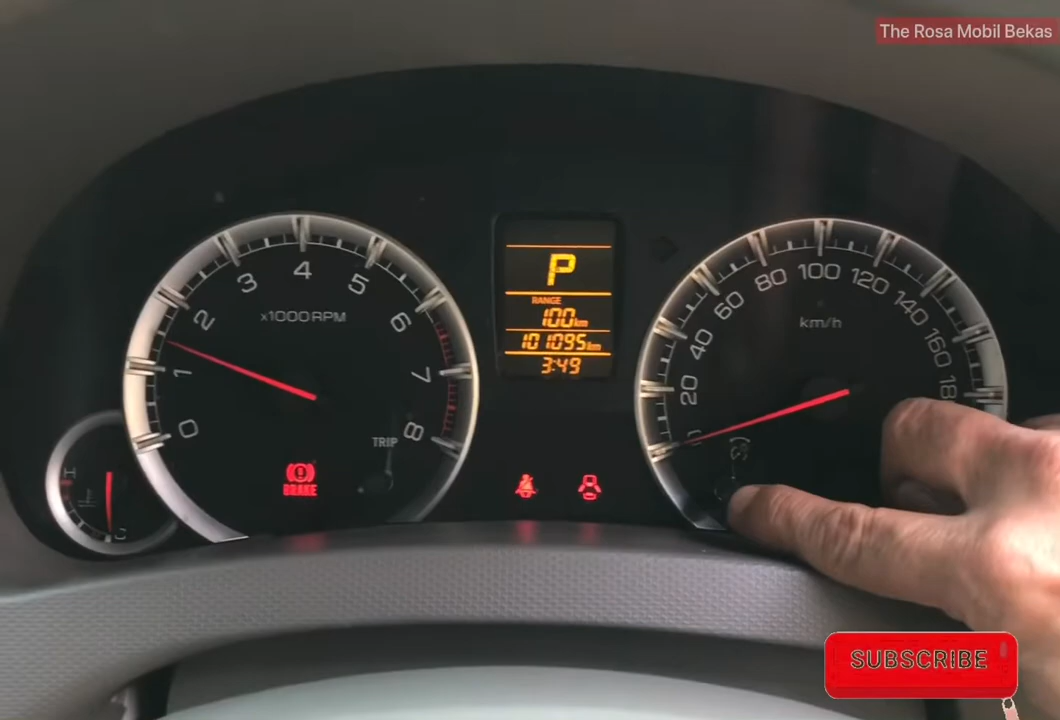 The Rosa Mobil Bekas
P
RANGE
100km
101095km
3:49
0
1
2
3
4
5
6
7
8
x1000RPM
TRIP
BRAKE
H
C
20
40
60
80
100
120
140
160
18
km/h
SUBSCRIBE